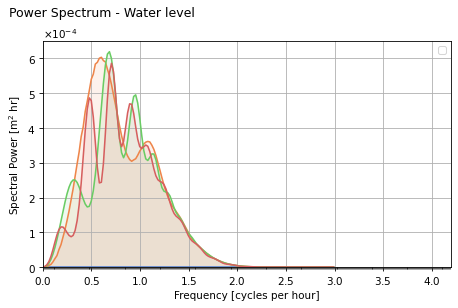 Power Spectrum - Water level
×10⁻⁴
6
5
4
3
2
1
0
Spectral Power [m² hr]
0.0 0.5 1.0 1.5 2.0 2.5 3.0 3.5 4.0
Frequency [cycles per hour]